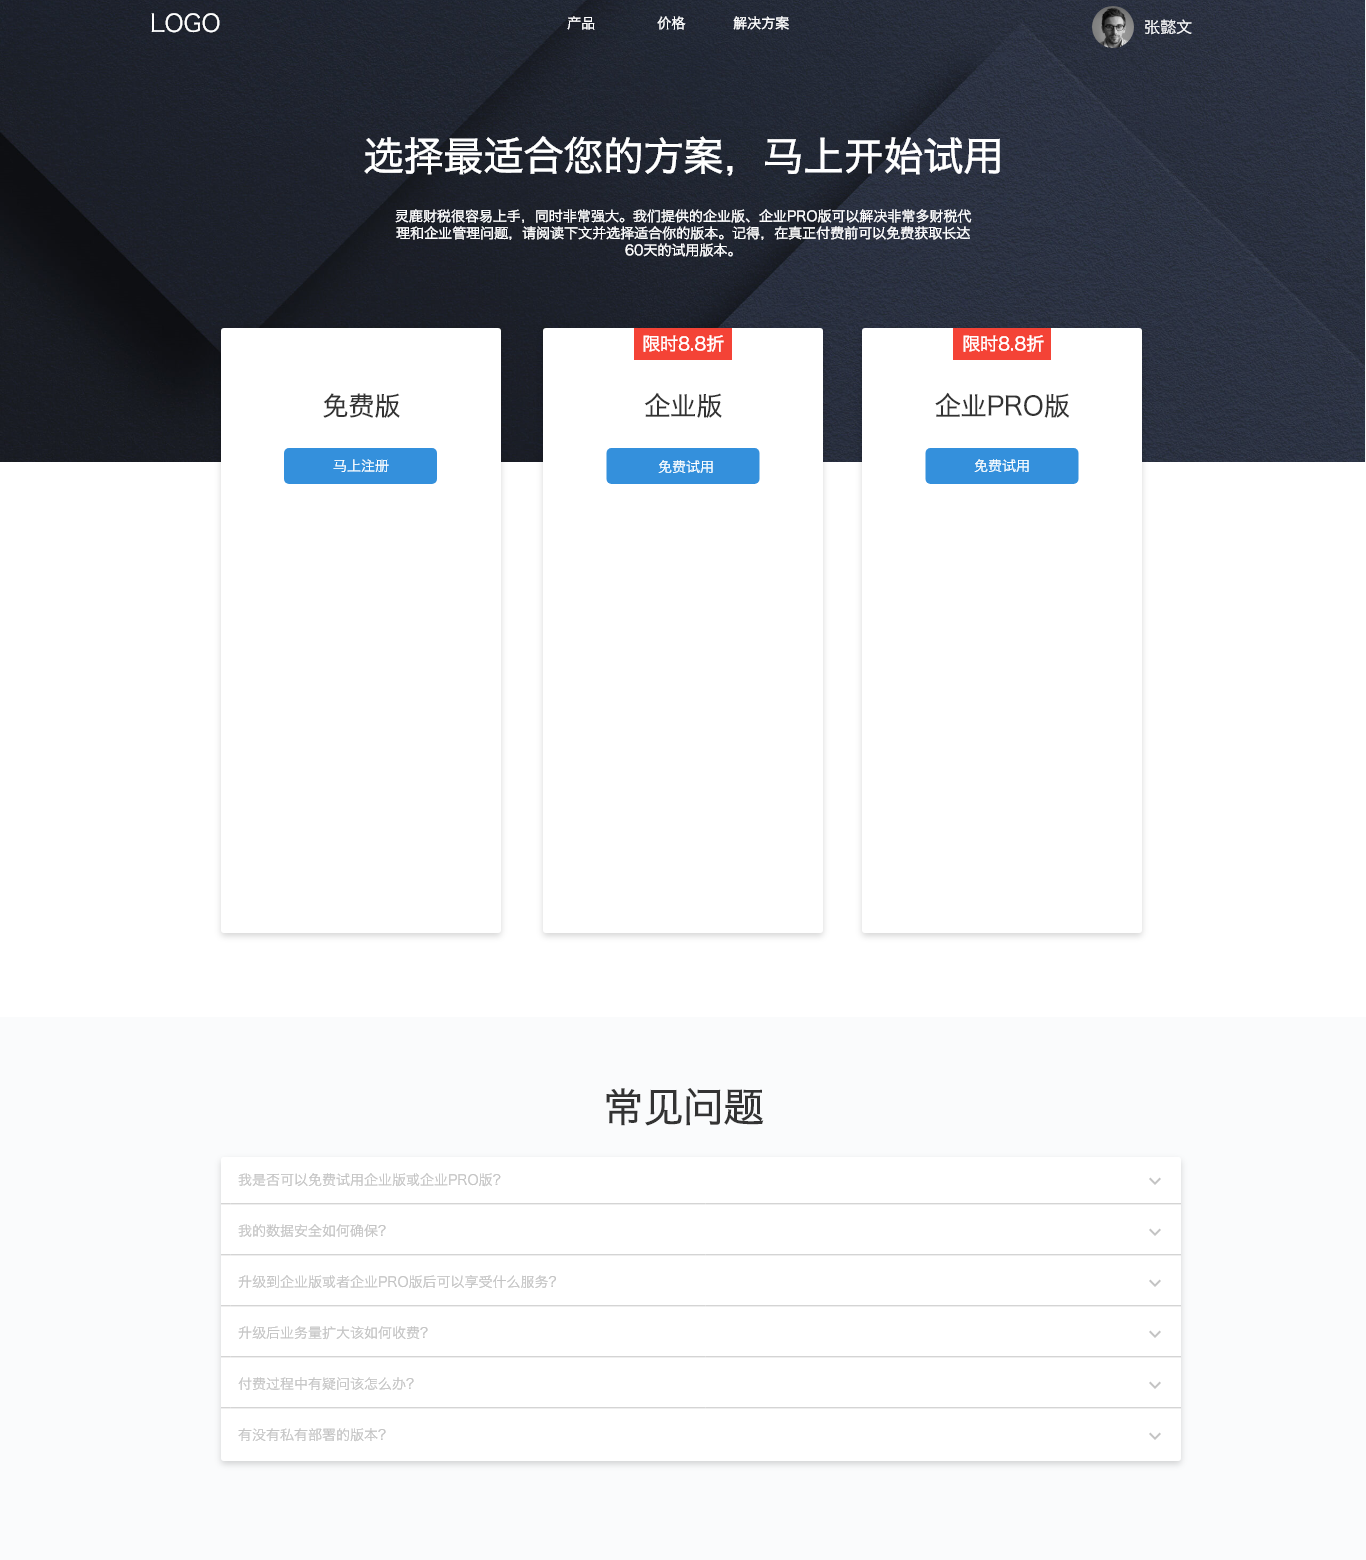 LOGO
产品
价格
解决方案
张懿文
选择最适合您的方案，马上开始试用
灵鹿财税很容易上手，同时非常强大。我们提供的企业版、企业PRO版可以解决非常多财税代
理和企业管理问题，请阅读下文并选择适合你的版本。记得，在真正付费前可以免费获取长达
60天的试用版本。
免费版
马上注册
限时8.8折
企业版
免费试用
限时8.8折
企业PRO版
免费试用
常见问题
我是否可以免费试用企业版或企业PRO版？
我的数据安全如何确保？
升级到企业版或者企业PRO版后可以享受什么服务？
升级后业务量扩大该如何收费？
付费过程中有疑问该怎么办？
有没有私有部署的版本？